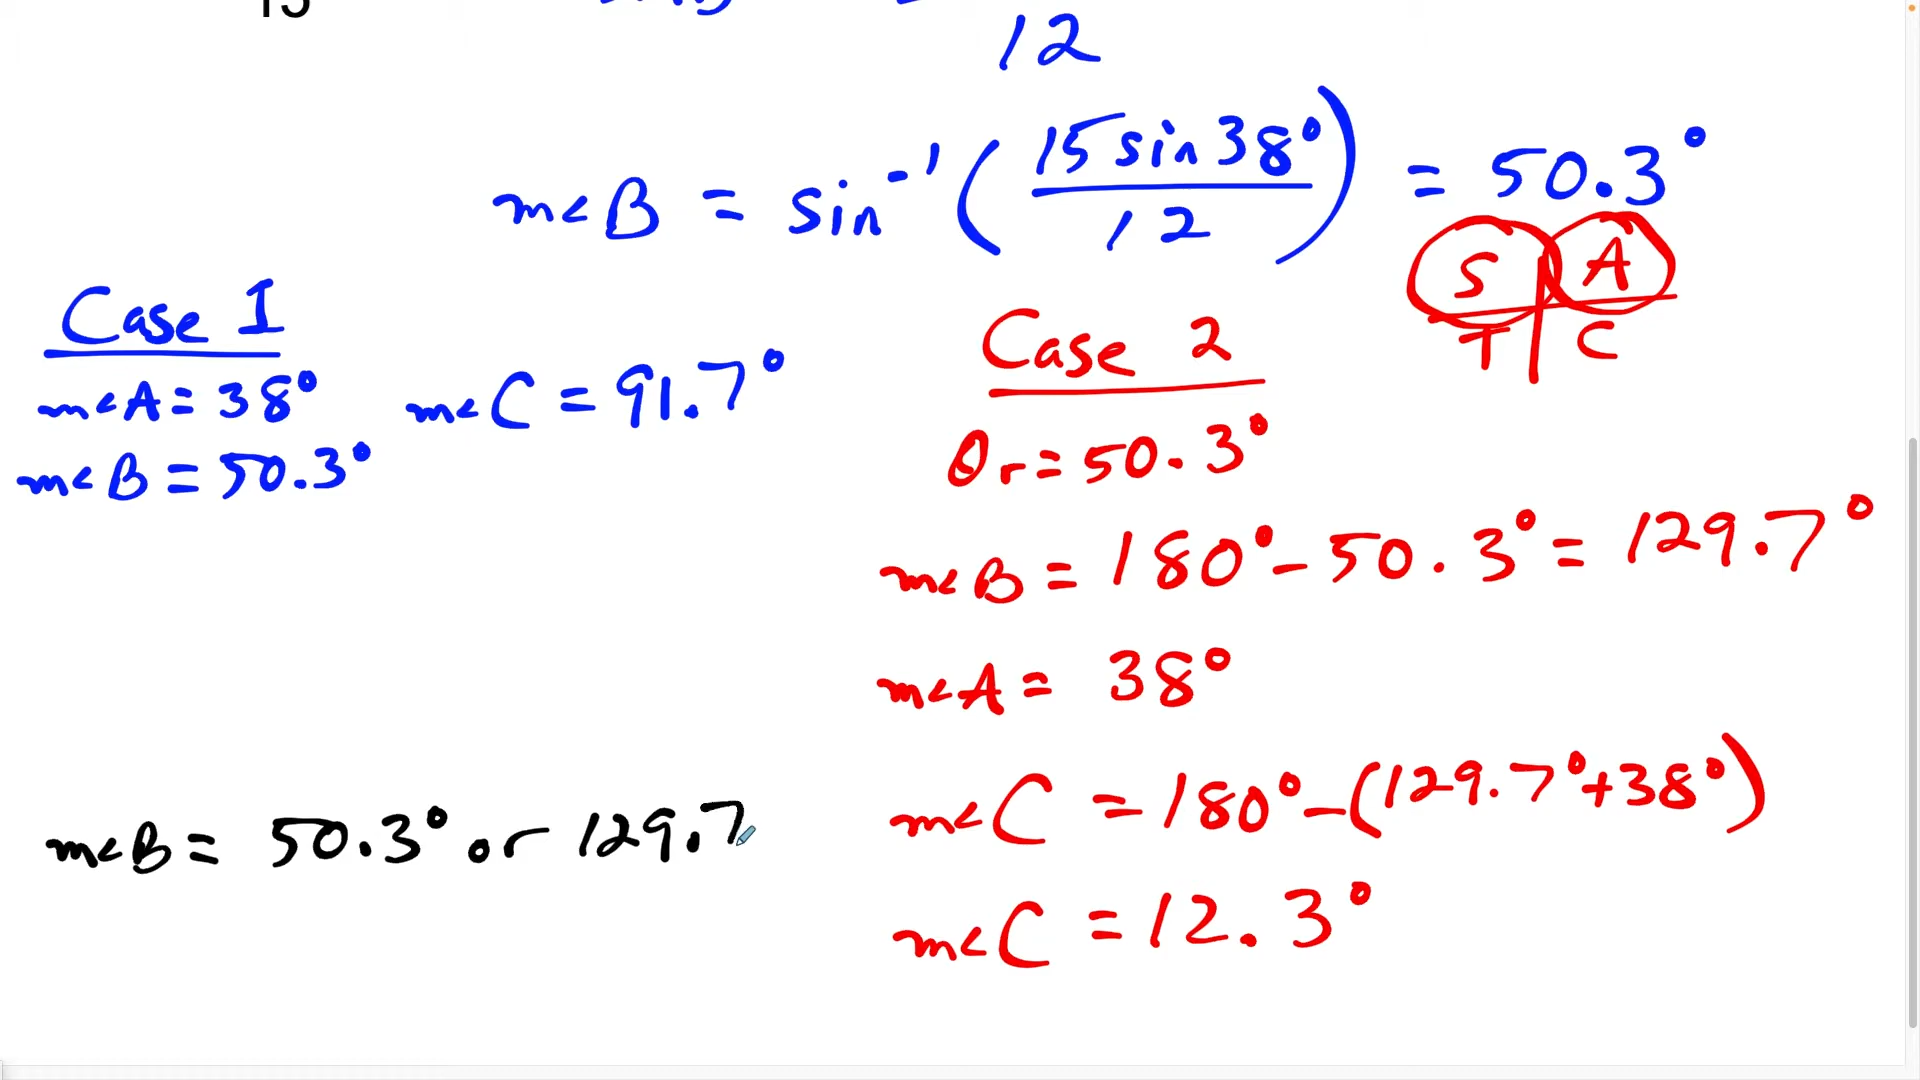 15
12
m<B = sin⁻¹(15 sin 38° / 12) = 50.3°
S A
T C
Case I
m<A = 38° m<C = 91.7°
m<B = 50.3°
Case 2
θr = 50.3°
m<B = 180° - 50.3° = 129.7°
m<A = 38°
m<C = 180° - (129.7° + 38°)
m<C = 12.3°
m<B = 50.3° or 129.7